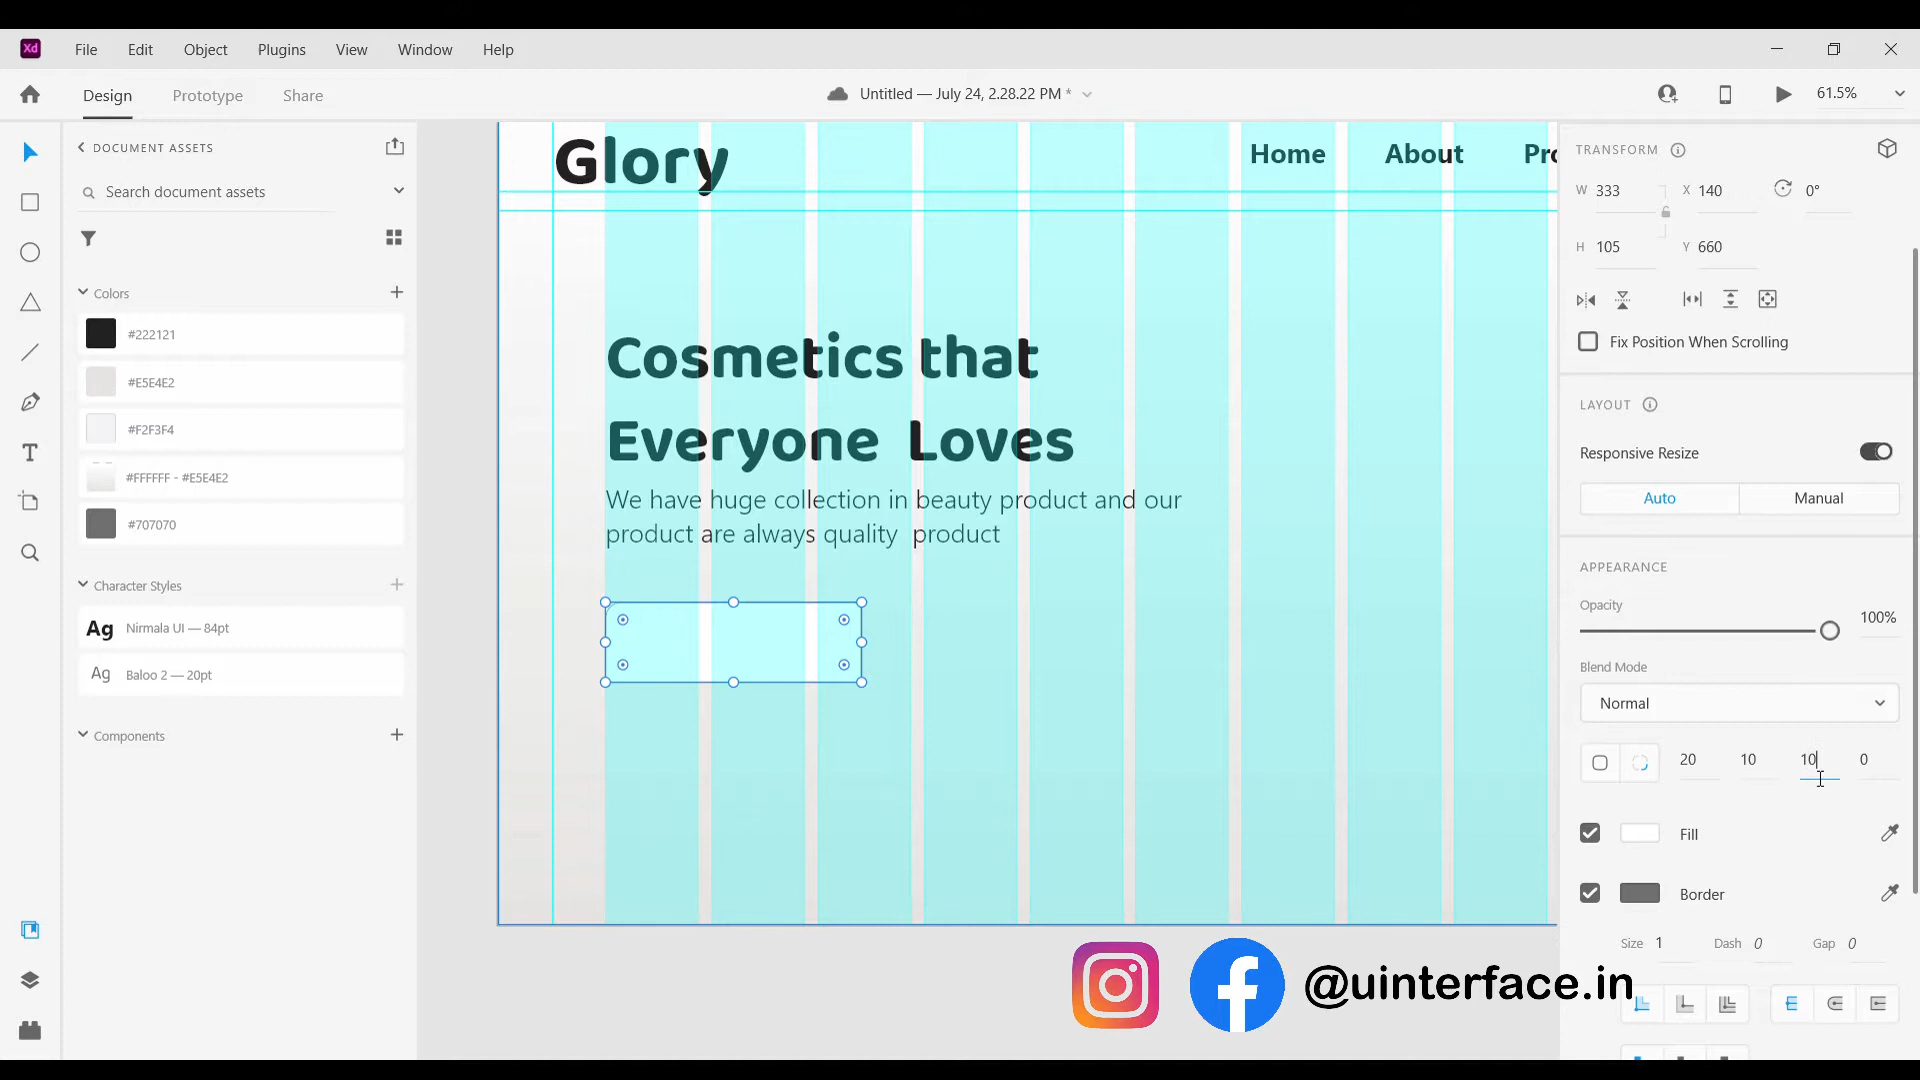 Xd File Edit Object Plugins View Window Help
Design Prototype Share Untitled — July 24, 2.28.22 PM * 61.5%
DOCUMENT ASSETS
Search document assets
Colors
#222121
#E5E4E2
#F2F3F4
#FFFFFF - #E5E4E2
#707070
Character Styles
Ag Nirmala UI — 84pt
Ag Baloo 2 — 20pt
Components
Glory
Home About Pro
Cosmetics that
Everyone Loves
We have huge collection in beauty product and our
product are always quality product
TRANSFORM
W 333 X 140 0°
H 105 Y 660
Fix Position When Scrolling
LAYOUT
Responsive Resize
Auto Manual
APPEARANCE
Opacity
100%
Blend Mode
Normal
20 10 10 0
Fill
Border
Size 1 Dash 0 Gap 0
@uinterface.in